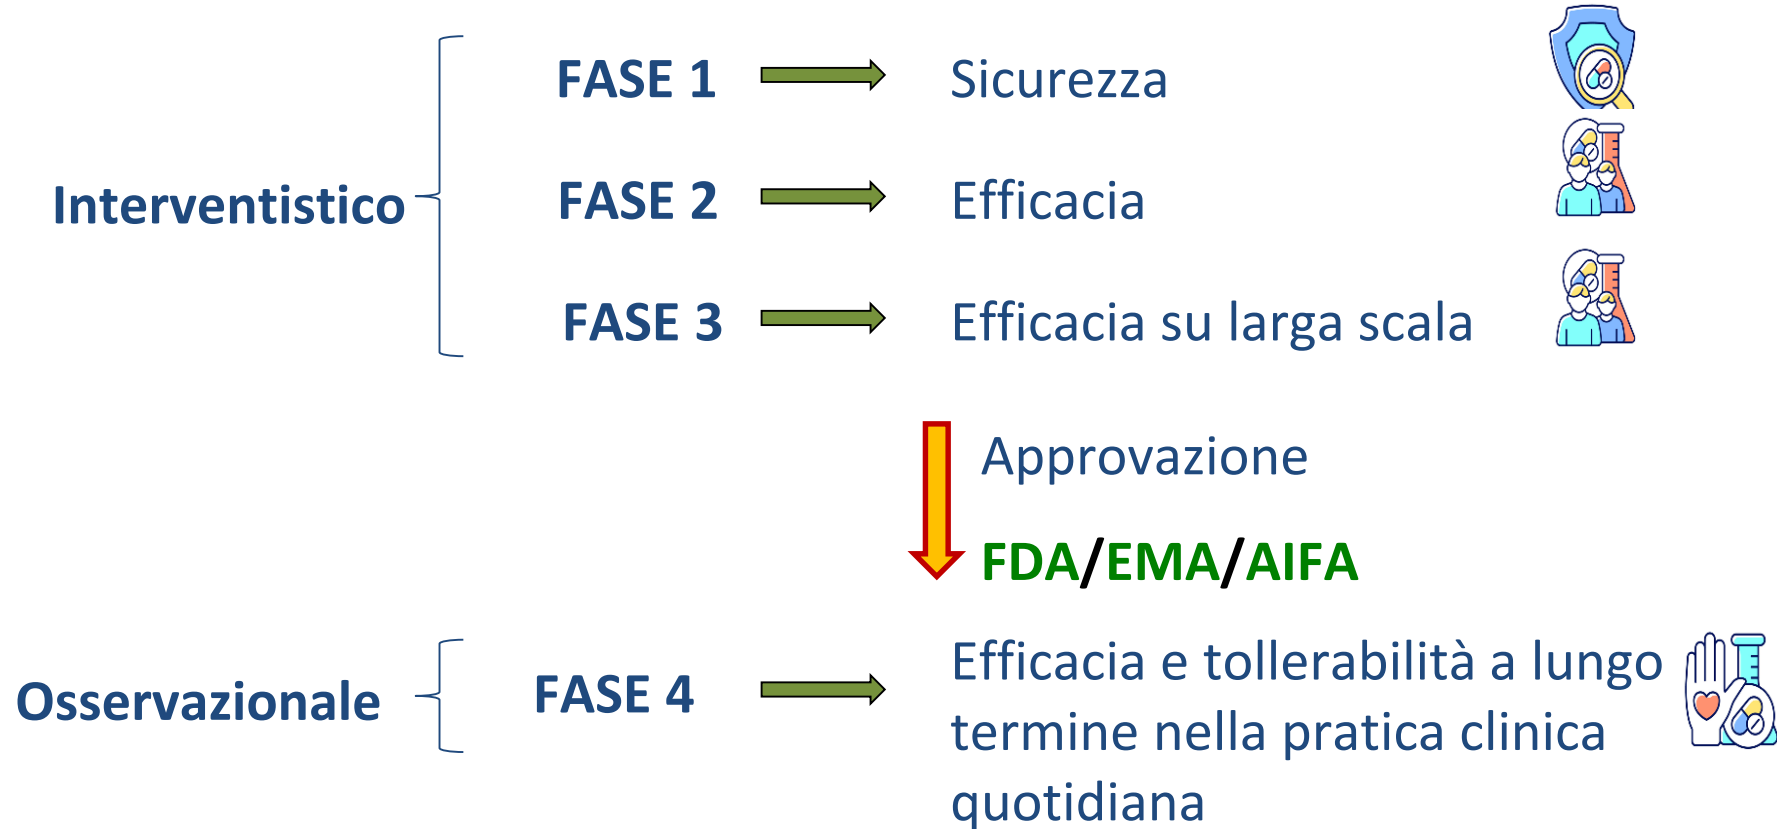 FASE 1 Sicurezza
Interventistico FASE 2 Efficacia
FASE 3 Efficacia su larga scala
Approvazione
FDA/EMA/AIFA
Osservazionale FASE 4 Efficacia e tollerabilità a lungo
termine nella pratica clinica
quotidiana